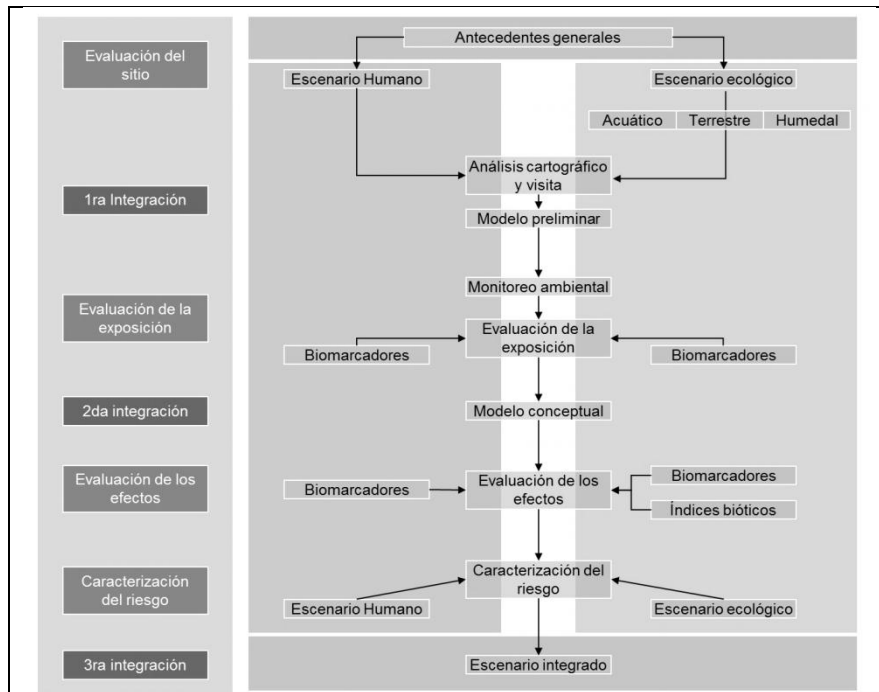 Antecedentes generales
Evaluación del
sitio
Escenario Humano
Escenario ecológico
Acuático
Terrestre
Humedal
Análisis cartográfico
y visita
1ra Integración
Modelo preliminar
Monitoreo ambiental
Evaluación de la
exposición
Evaluación de la
exposición
Biomarcadores
Biomarcadores
2da integración
Modelo conceptual
Evaluación de los
efectos
Biomarcadores
Evaluación de los
efectos
Biomarcadores
Índices bióticos
Caracterización
del riesgo
Caracterización del
riesgo
Escenario Humano
Escenario ecológico
3ra integración
Escenario integrado